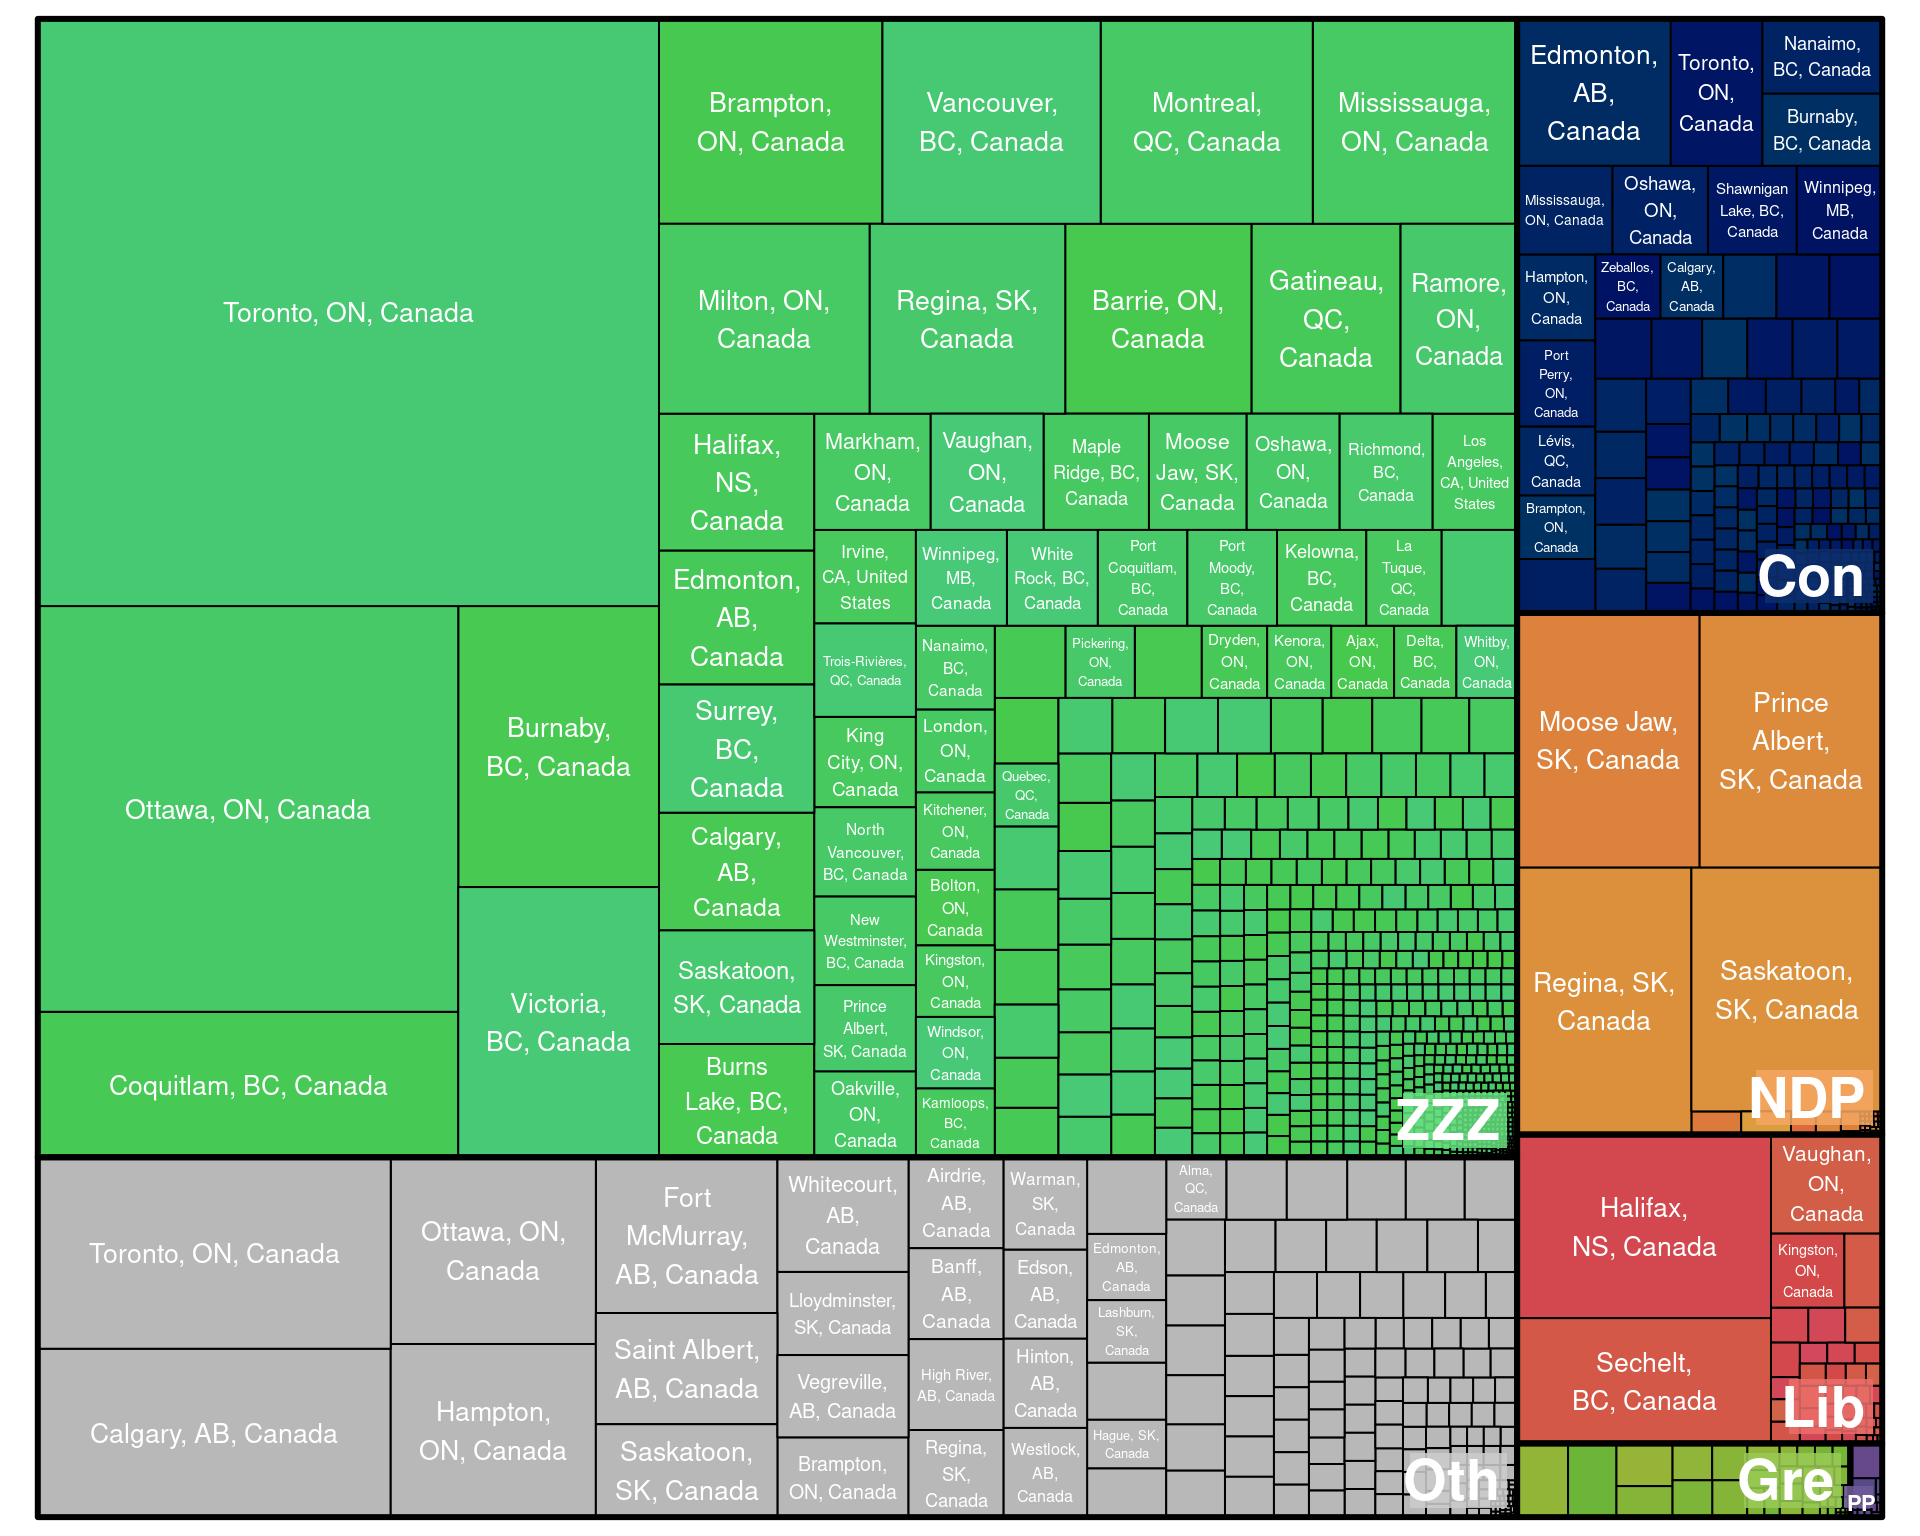 Toronto, ON, Canada
Ottawa, ON, Canada
Coquitlam, BC, Canada
Burnaby,
BC, Canada
Victoria,
BC, Canada
Brampton,
ON, Canada
Vancouver,
BC, Canada
Montreal,
QC, Canada
Mississauga,
ON, Canada
Milton, ON,
Canada
Regina, SK,
Canada
Barrie, ON,
Canada
Gatineau,
QC,
Canada
Ramore,
ON,
Canada
Halifax,
NS,
Canada
Edmonton,
AB,
Canada
Surrey,
BC,
Canada
Calgary,
AB,
Canada
Saskatoon,
SK, Canada
Burns
Lake, BC,
Canada
Markham,
ON,
Canada
Vaughan,
ON,
Canada
Maple
Ridge, BC,
Canada
Moose
Jaw, SK,
Canada
Oshawa,
ON,
Canada
Richmond,
BC,
Canada
Los
Angeles,
CA, United
States
Irvine,
CA, United
States
Trois-Rivières,
QC, Canada
King
City, ON,
Canada
North
Vancouver,
BC, Canada
New
Westminster,
BC, Canada
Prince
Albert,
SK, Canada
Oakville,
ON,
Canada
Winnipeg,
MB,
Canada
White
Rock, BC,
Canada
Port
Coquitlam,
BC,
Canada
Port
Moody,
BC,
Canada
Kelowna,
BC,
Canada
La
Tuque,
QC,
Canada
Nanaimo,
BC,
Canada
London,
ON,
Canada
Kitchener,
ON,
Canada
Bolton,
ON,
Canada
Kingston,
ON,
Canada
Windsor,
ON,
Canada
Kamloops,
BC,
Canada
Pickering,
ON,
Canada
Dryden,
ON,
Canada
Kenora,
ON,
Canada
Ajax,
ON,
Canada
Delta,
BC,
Canada
Whitby,
ON,
Canada
Quebec,
QC,
Canada
ZZZ
Toronto, ON, Canada
Calgary, AB, Canada
Ottawa, ON,
Canada
Hampton,
ON, Canada
Fort
McMurray,
AB, Canada
Saint Albert,
AB, Canada
Saskatoon,
SK, Canada
Whitecourt,
AB,
Canada
Lloydminster,
SK, Canada
Vegreville,
AB, Canada
Brampton,
ON, Canada
Airdrie,
AB,
Canada
Banff,
AB,
Canada
High River,
AB, Canada
Regina,
SK,
Canada
Warman,
SK,
Canada
Edson,
AB,
Canada
Hinton,
AB,
Canada
Westlock,
AB,
Canada
Edmonton,
AB,
Canada
Lashburn,
SK,
Canada
Hague, SK,
Canada
Alma,
QC,
Canada
Oth
Edmonton,
AB,
Canada
Toronto,
ON,
Canada
Nanaimo,
BC, Canada
Burnaby,
BC, Canada
Mississauga,
ON, Canada
Oshawa,
ON,
Canada
Shawnigan
Lake, BC,
Canada
Winnipeg,
MB,
Canada
Hampton,
ON,
Canada
Port
Perry,
ON,
Canada
Lévis,
QC,
Canada
Brampton,
ON,
Canada
Zeballos,
BC,
Canada
Calgary,
AB,
Canada
Con
Moose Jaw,
SK, Canada
Prince
Albert,
SK, Canada
Regina, SK,
Canada
Saskatoon,
SK, Canada
NDP
Halifax,
NS, Canada
Sechelt,
BC, Canada
Vaughan,
ON,
Canada
Kingston,
ON,
Canada
Lib
Gre
PP